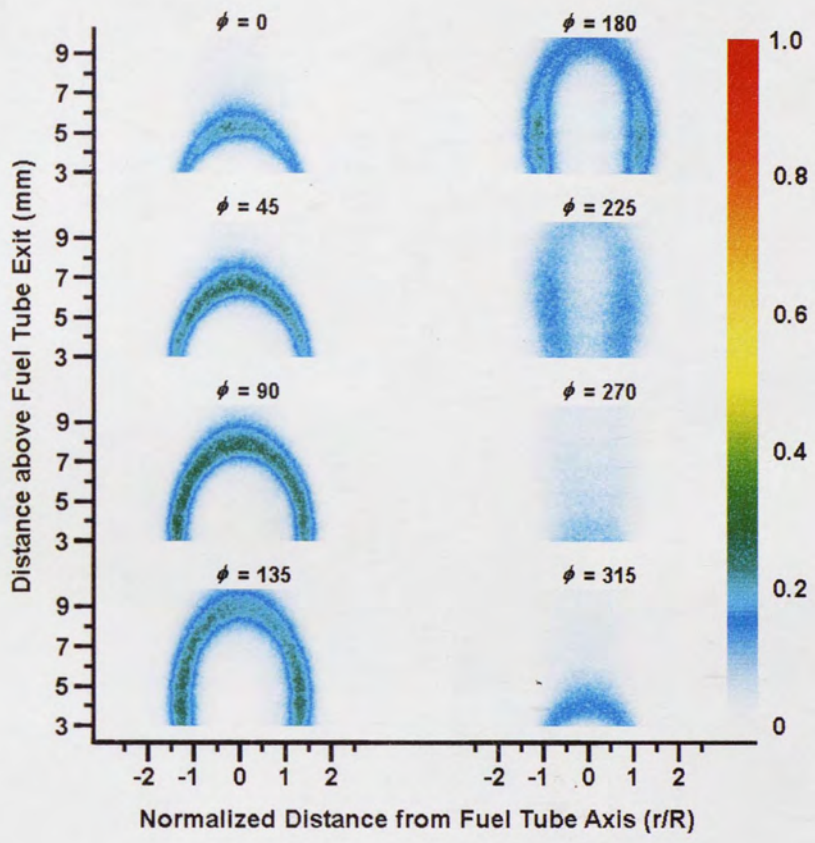 ϕ = 0
ϕ = 180
9
7
5
3
ϕ = 45
ϕ = 225
9
7
5
3
ϕ = 90
ϕ = 270
9
7
5
3
ϕ = 135
ϕ = 315
9
7
5
3
Distance above Fuel Tube Exit (mm)
1.0
0.8
0.6
0.4
0.2
0
-2 -1 0 1 2
-2 -1 0 1 2
Normalized Distance from Fuel Tube Axis (r/R)